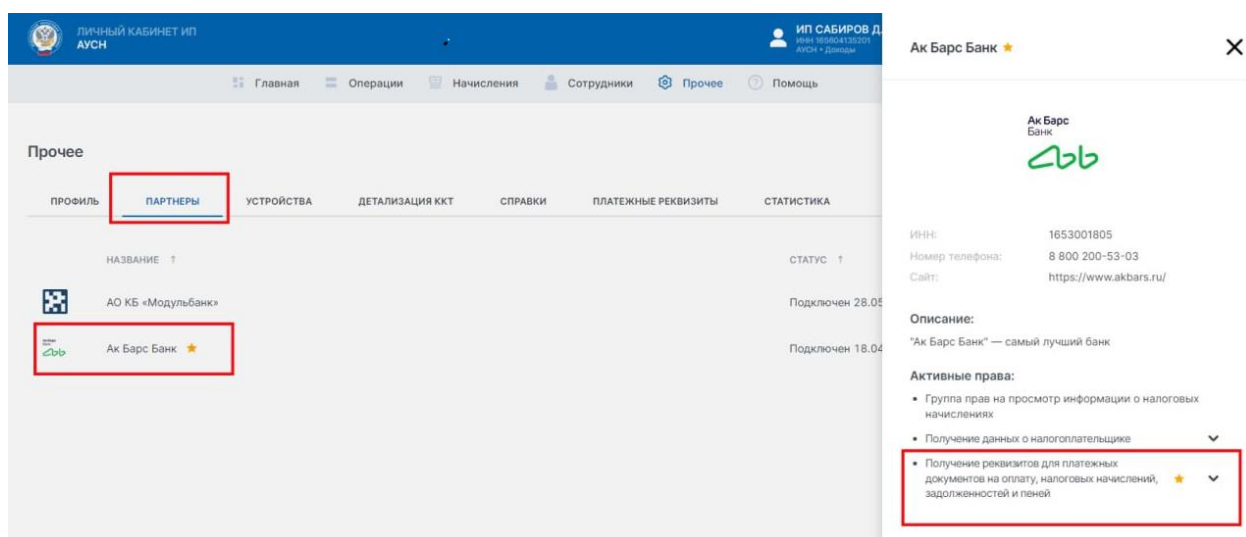 ЛИЧНЫЙ КАБИНЕТ ИП
АУСН
ИП САБИРОВ Д.
ИНН 165604135201
АУСН • Доходы
Главная
Операции
Начисления
Сотрудники
Прочее
Помощь
Прочее
ПРОФИЛЬ
ПАРТНЕРЫ
УСТРОЙСТВА
ДЕТАЛИЗАЦИЯ ККТ
СПРАВКИ
ПЛАТЕЖНЫЕ РЕКВИЗИТЫ
СТАТИСТИКА
НАЗВАНИЕ ↑
СТАТУС ↑
АО КБ «Модульбанк»
Подключен 28.05
Ак Барс Банк
Подключен 18.04
Ак Барс Банк
Ак Барс
Банк
ИНН: 1653001805
Номер телефона: 8 800 200-53-03
Сайт: https://www.akbars.ru/
Описание:
"Ак Барс Банк" — самый лучший банк
Активные права:
• Группа прав на просмотр информации о налоговых
начислениях
• Получение данных о налогоплательщике
• Получение реквизитов для платежных
документов на оплату, налоговых начислений,
задолженностей и пеней